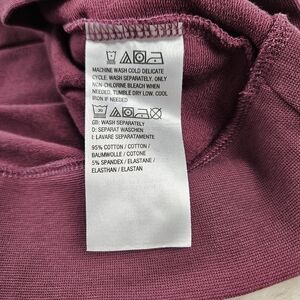 MACHINE WASH COLD DELICATE
CYCLE. WASH SEPARATELY. ONLY
NON-CHLORINE BLEACH WHEN
NEEDED. TUMBLE DRY LOW. COOL
IRON IF NEEDED
GB: WASH SEPARATELY
D: SEPARAT WASCHEN
I: LAVARE SEPARATAMENTE
95% COTTON / COTTON /
BAUMWOLLE / COTONE
5% SPANDEX / ELASTANE /
ELASTHAN / ELASTAN